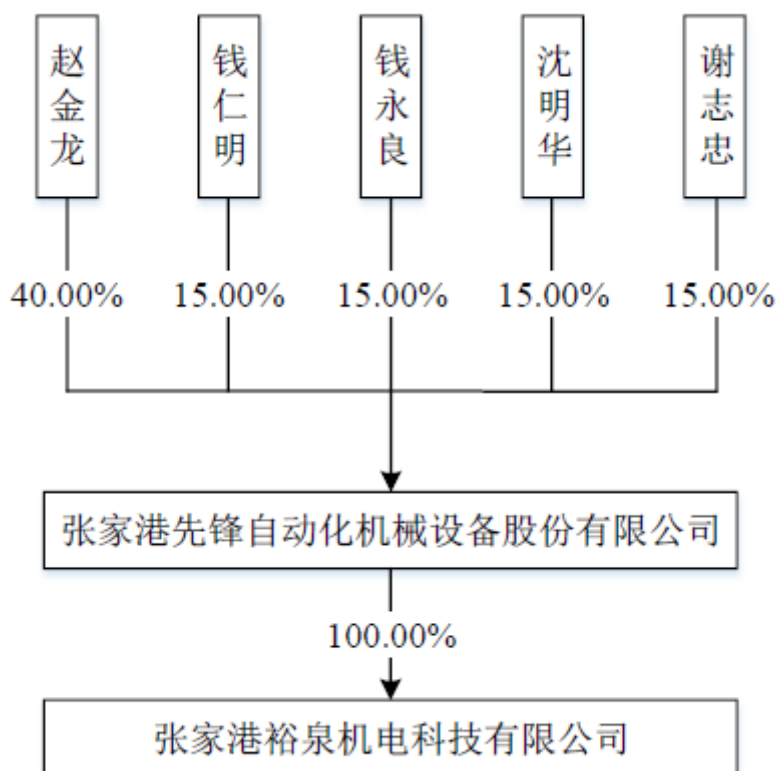 赵金龙
钱仁明
钱永良
沈明华
谢志忠
40.00%
15.00%
15.00%
15.00%
15.00%
张家港先锋自动化机械设备股份有限公司
100.00%
张家港裕泉机电科技有限公司